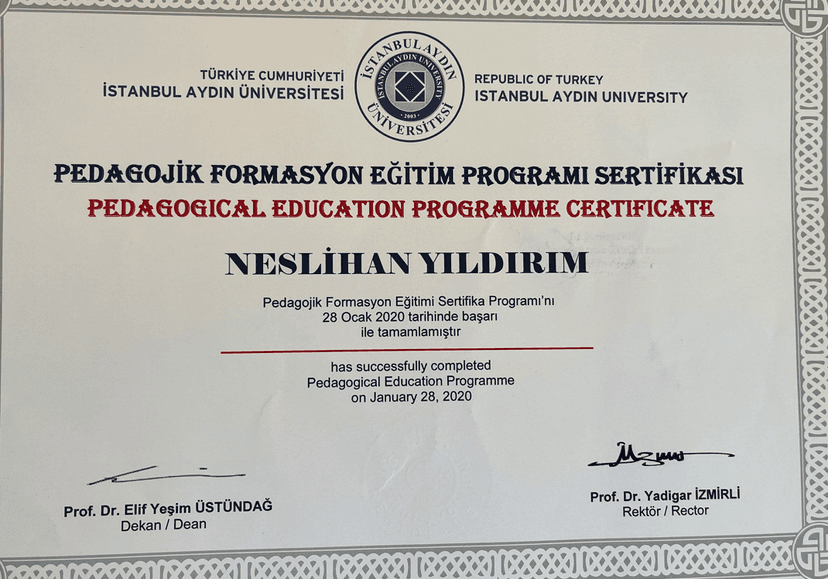 TÜRKİYE CUMHURİYETİ
İSTANBUL AYDIN ÜNİVERSİTESİ
İSTANBUL AYDIN
ÜNİVERSİTESİ
ISTANBUL AYDIN UNIVERSITY
• 2003 •
REPUBLIC OF TURKEY
ISTANBUL AYDIN UNIVERSITY
PEDAGOJİK FORMASYON EĞİTİM PROGRAMI SERTİFİKASI
PEDAGOGICAL EDUCATION PROGRAMME CERTIFICATE
NESLİHAN YILDIRIM
Pedagojik Formasyon Eğitimi Sertifika Programı'nı
28 Ocak 2020 tarihinde başarı
ile tamamlamıştır
has successfully completed
Pedagogical Education Programme
on January 28, 2020
Prof. Dr. Elif Yeşim ÜSTÜNDAĞ
Dekan / Dean
Prof. Dr. Yadigar İZMİRLİ
Rektör / Rector